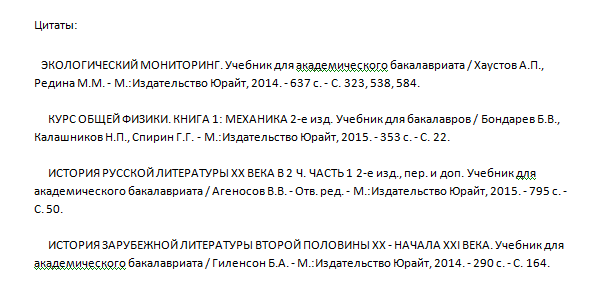 Цитаты:
ЭКОЛОГИЧЕСКИЙ МОНИТОРИНГ. Учебник для академического бакалавриата / Хаустов А.П.,
Редина М.М. - М.:Издательство Юрайт, 2014. - 637 с. - С. 323, 538, 584.
КУРС ОБЩЕЙ ФИЗИКИ. КНИГА 1: МЕХАНИКА 2-е изд. Учебник для бакалавров / Бондарев Б.В.,
Калашников Н.П., Спирин Г.Г. - М.:Издательство Юрайт, 2015. - 353 с. - С. 22.
ИСТОРИЯ РУССКОЙ ЛИТЕРАТУРЫ XX ВЕКА В 2 Ч. ЧАСТЬ 1 2-е изд., пер. и доп. Учебник для
академического бакалавриата / Агеносов В.В. - Отв. ред. - М.:Издательство Юрайт, 2015. - 795 с. -
С. 50.
ИСТОРИЯ ЗАРУБЕЖНОЙ ЛИТЕРАТУРЫ ВТОРОЙ ПОЛОВИНЫ XX - НАЧАЛА XXI ВЕКА. Учебник для
академического бакалавриата / Гиленсон Б.А. - М.:Издательство Юрайт, 2014. - 290 с. - С. 164.